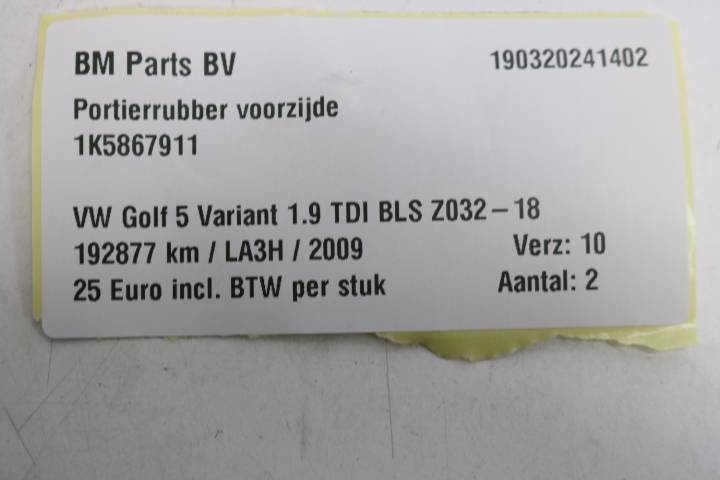 BM Parts BV 190320241402
Portierrubber voorzijde
1K5867911
VW Golf 5 Variant 1.9 TDI BLS Z032-18
192877 km / LA3H / 2009 Verz: 10
25 Euro incl. BTW per stuk Aantal: 2